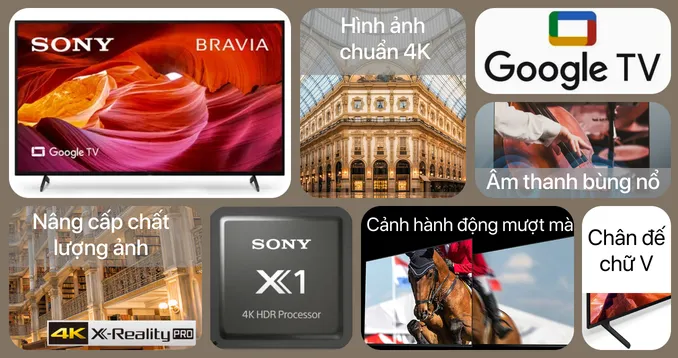 SONY
BRAVIA
Google TV
Hình ảnh
chuẩn 4K
Google TV
Âm thanh bùng nổ
Nâng cấp chất
lượng ảnh
4K X-Reality PRO
SONY
X1
4K HDR Processor
Cảnh hành động mượt mà
Chân đế
chữ V